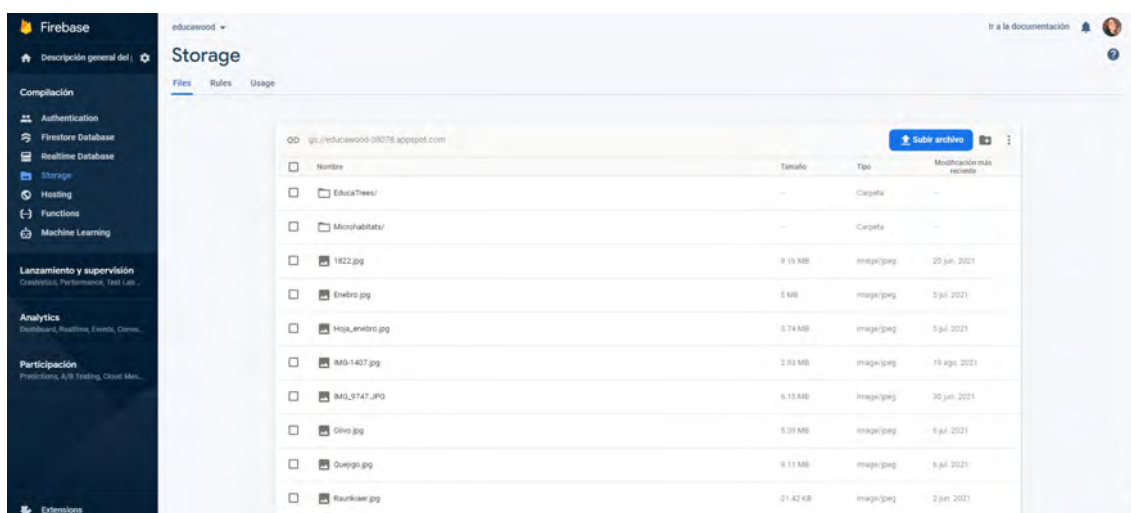 Firebase
educawood
Ir a la documentación
Descripción general del
Storage
Files Rules Usage
Compilación
Authentication
Firestore Database
Realtime Database
Storage
Hosting
Functions
Machine Learning
Lanzamiento y supervisión
Crashlytics, Performance, Test Lab ...
Analytics
Dashboard, Realtime, Events, Conve...
Participación
Predictions, A/B Testing, Cloud Mes...
Extensions
gs://educawood-38078.appspot.com
Subir archivo
Nombre Tamaño Tipo Modificación más reciente
EducaTrees/ — Carpeta —
Microhabitats/ — Carpeta —
1822.jpg 9.15 MB image/jpeg 20 jun. 2021
Enebro.jpg 5 MB image/jpeg 5 jul. 2021
Hoja_enebro.jpg 3.74 MB image/jpeg 5 jul. 2021
IMG-1407.jpg 2.93 MB image/jpeg 19 ago. 2021
IMG_9747.JPG 6.15 MB image/jpeg 30 jun. 2021
Olivo.jpg 5.39 MB image/jpeg 6 jul. 2021
Quejigo.jpg 9.11 MB image/jpeg 6 jul. 2021
Raunkiaer.jpg 21.42 KB image/jpeg 2 jun. 2021